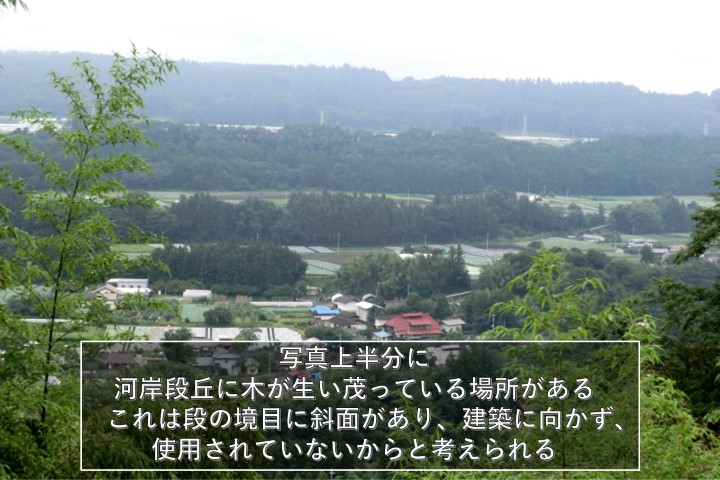 写真上半分に
河岸段丘に木が生い茂っている場所がある
これは段の境目に斜面があり、建築に向かず、
使用されていないからと考えられる